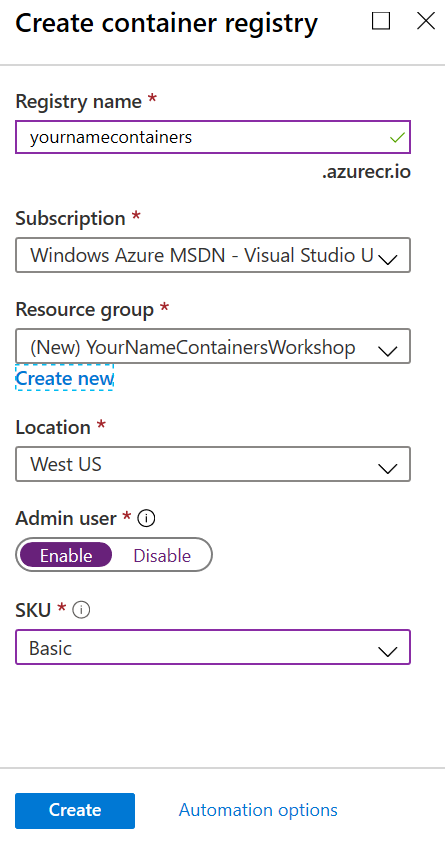 Create container registry
Registry name *
yournamecontainers
.azurecr.io
Subscription *
Windows Azure MSDN - Visual Studio U
Resource group *
(New) YourNameContainersWorkshop
Create new
Location *
West US
Admin user *
Enable Disable
SKU *
Basic
Create Automation options